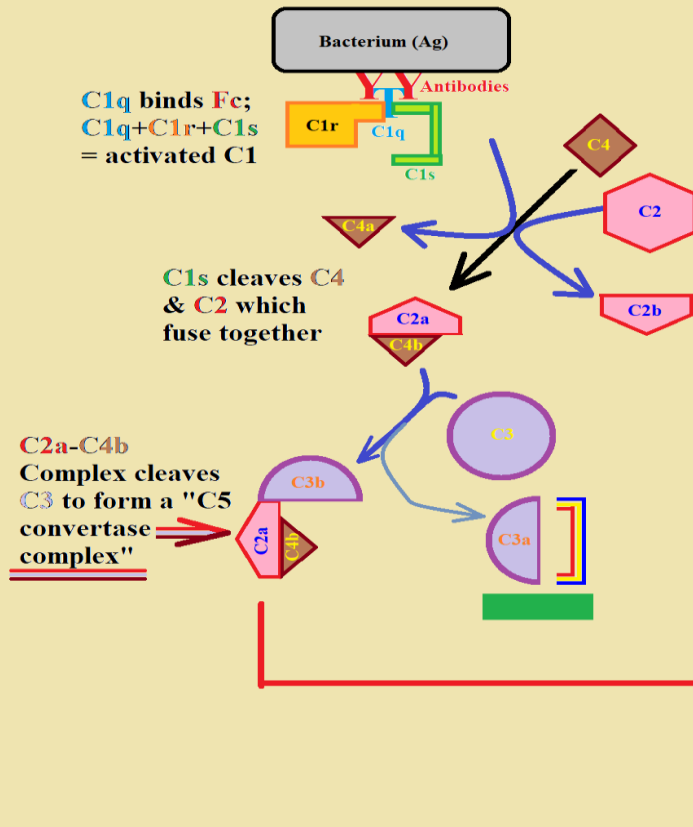 Bacterium (Ag)
Antibodies
C1q binds Fc;
C1q+C1r+C1s
= activated C1
C1r
C1q
C1s
C4
C2
C4a
C2b
C1s cleaves C4
& C2 which
fuse together
C2a
C4b
C3
C2a-C4b
Complex cleaves
C3 to form a "C5
convertase
complex"
C3b
C2a
C4b
C3a